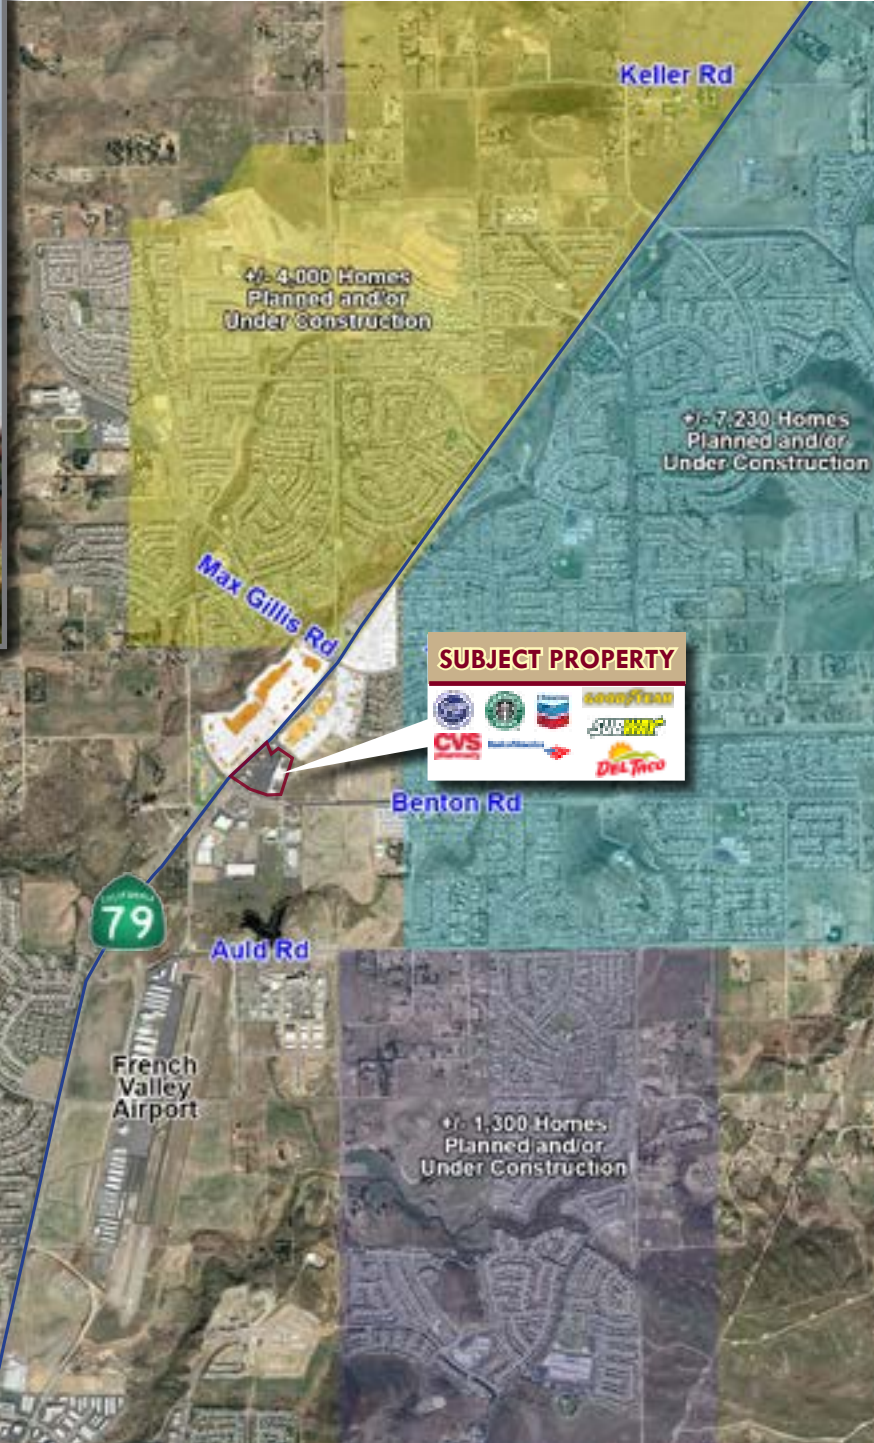 Keller Rd
+/- 4,000 Homes
Planned and/or
Under Construction
+/- 7,230 Homes
Planned and/or
Under Construction
Max Gillis Rd
SUBJECT PROPERTY
GOODYEAR
SUBWAY
CVS
pharmacy
DEL TACO
Benton Rd
CALIFORNIA
79
Auld Rd
French
Valley
Airport
+/- 1,300 Homes
Planned and/or
Under Construction